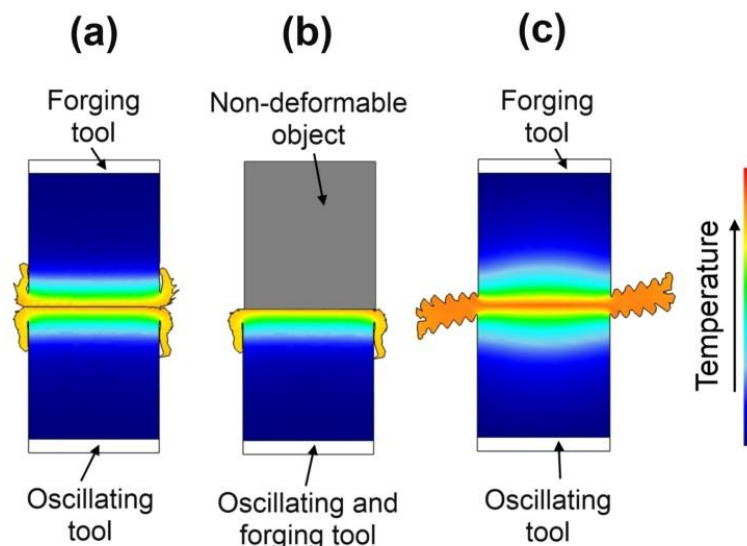 (a)
(b)
(c)
Forging
tool
Non-deformable
object
Forging
tool
Temperature
Oscillating
tool
Oscillating and
forging tool
Oscillating
tool